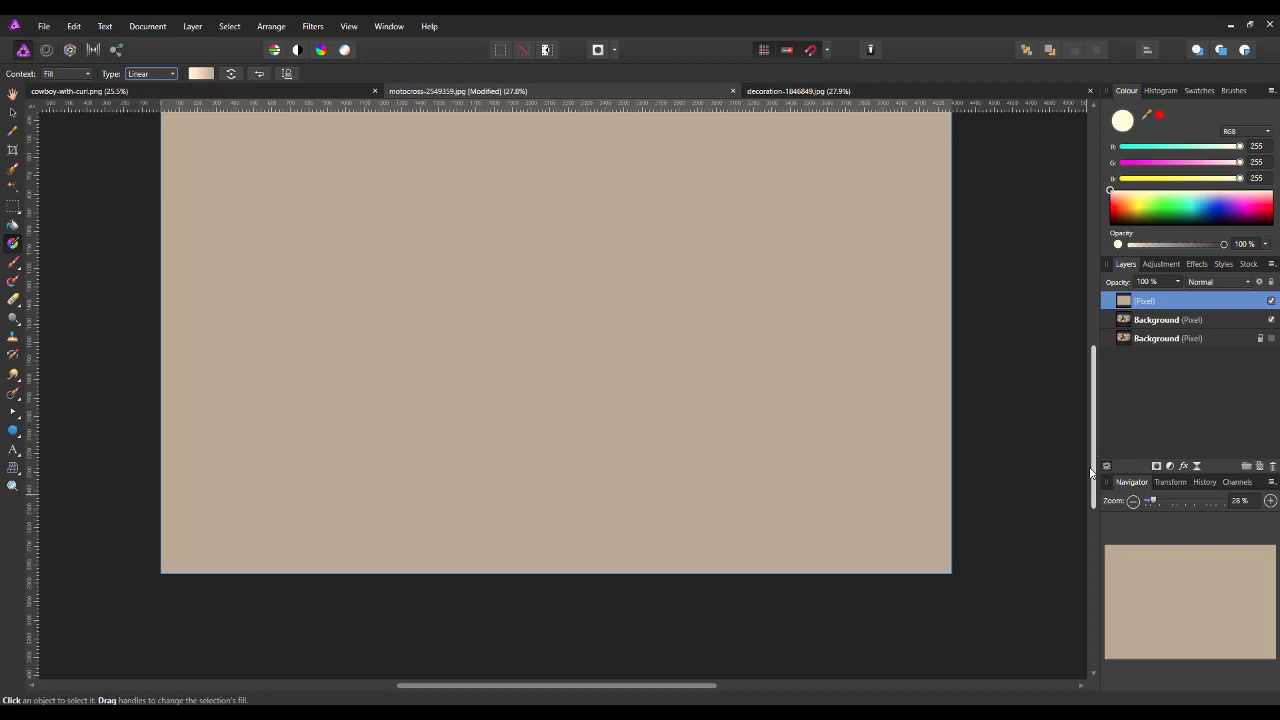 File Edit Text Document Layer Select Arrange Filters View Window Help
Context: Fill Type: Linear
cowboy-with-curl.png (25.5%) motocross-2549359.jpg [Modified] (27.8%) decoration-1846849.jpg (27.9%)
Colour Histogram Swatches Brushes
RGB
R: 255
G: 255
B: 255
Opacity
100 %
Layers Adjustment Effects Styles Stock
Opacity: 100 % Normal
(Pixel)
Background (Pixel)
Background (Pixel)
Navigator Transform History Channels
Zoom: 28 %
Click an object to select it. Drag handles to change the selection's fill.